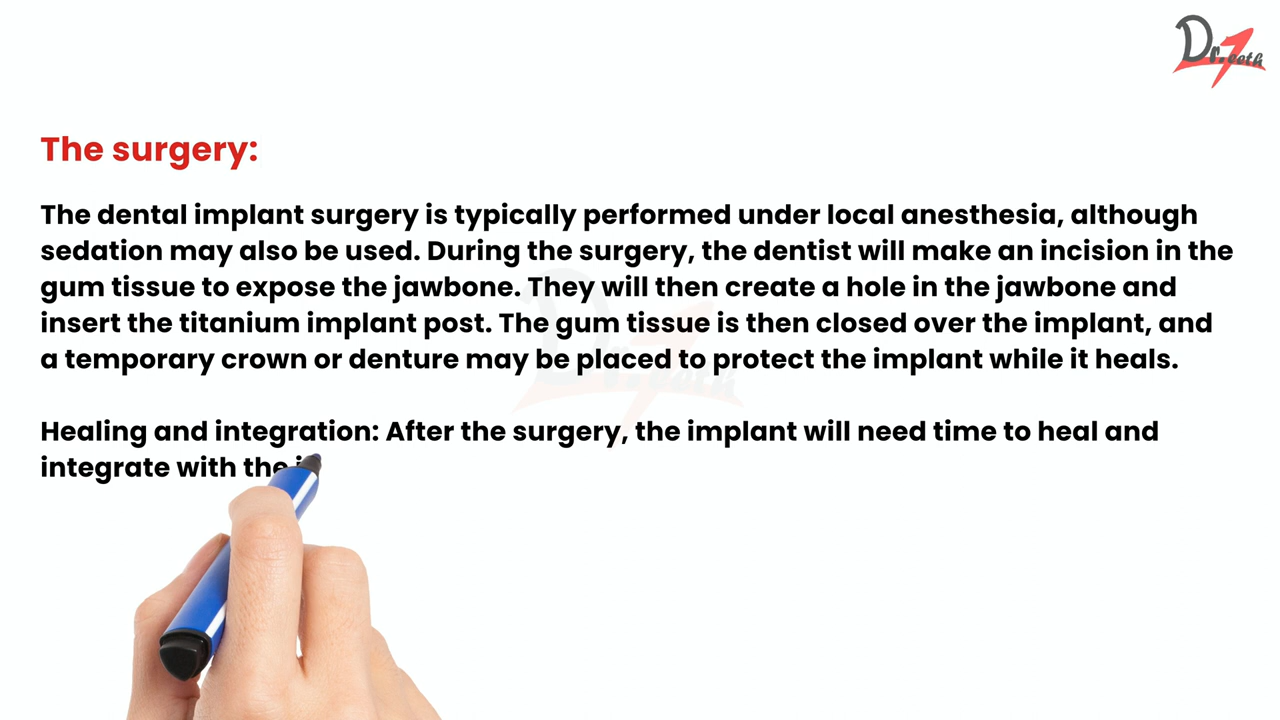 Dr.Teeth
The surgery:
The dental implant surgery is typically performed under local anesthesia, although
sedation may also be used. During the surgery, the dentist will make an incision in the
gum tissue to expose the jawbone. They will then create a hole in the jawbone and
insert the titanium implant post. The gum tissue is then closed over the implant, and
a temporary crown or denture may be placed to protect the implant while it heals.
Healing and integration: After the surgery, the implant will need time to heal and
integrate with the